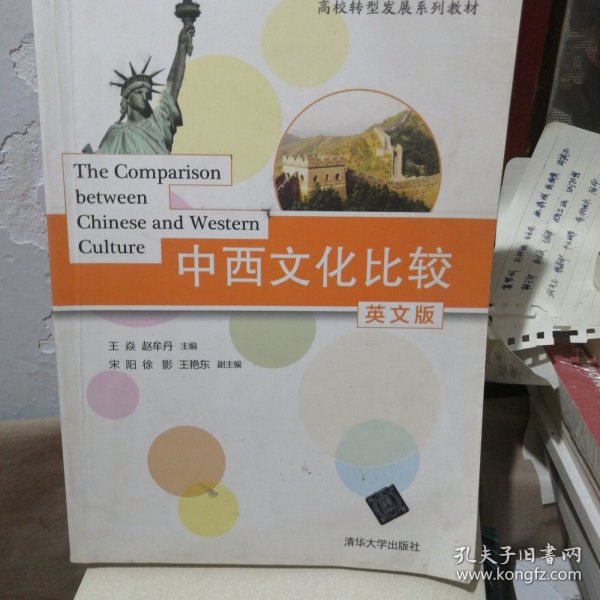 高校转型发展系列教材
The Comparison
between
Chinese and Western
Culture
中西文化比较
英文版
王 焱 赵牟丹 主编
宋 阳 徐 影 王艳东 副主编
清华大学出版社
孔夫子旧书网
www.kongfz.com